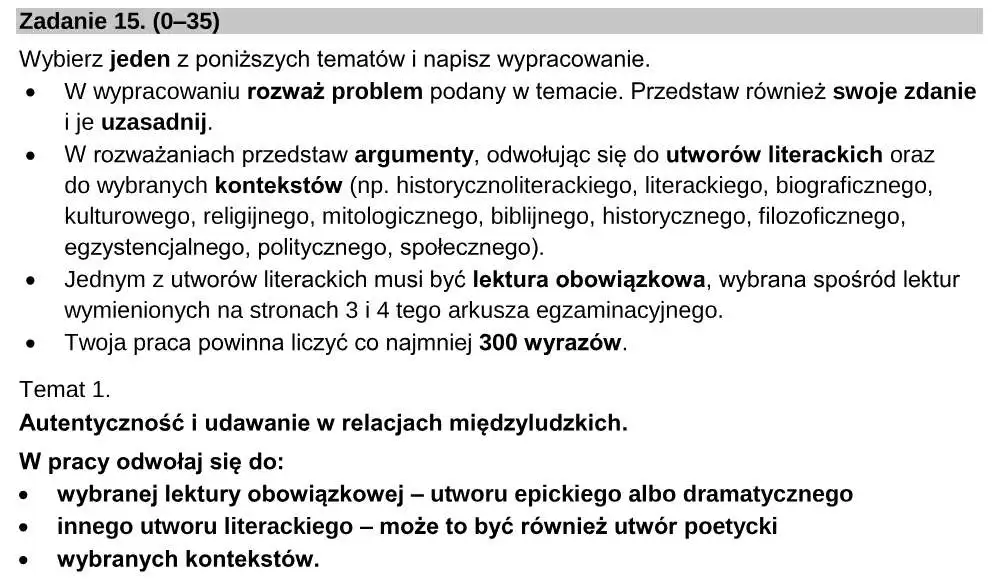 Zadanie 15. (0–35)
Wybierz jeden z poniższych tematów i napisz wypracowanie.
• W wypracowaniu rozważ problem podany w temacie. Przedstaw również swoje zdanie
i je uzasadnij.
• W rozważaniach przedstaw argumenty, odwołując się do utworów literackich oraz
do wybranych kontekstów (np. historycznoliterackiego, literackiego, biograficznego,
kulturowego, religijnego, mitologicznego, biblijnego, historycznego, filozoficznego,
egzystencjalnego, politycznego, społecznego).
• Jednym z utworów literackich musi być lektura obowiązkowa, wybrana spośród lektur
wymienionych na stronach 3 i 4 tego arkusza egzaminacyjnego.
• Twoja praca powinna liczyć co najmniej 300 wyrazów.
Temat 1.
Autentyczność i udawanie w relacjach międzyludzkich.
W pracy odwołaj się do:
• wybranej lektury obowiązkowej – utworu epickiego albo dramatycznego
• innego utworu literackiego – może to być również utwór poetycki
• wybranych kontekstów.